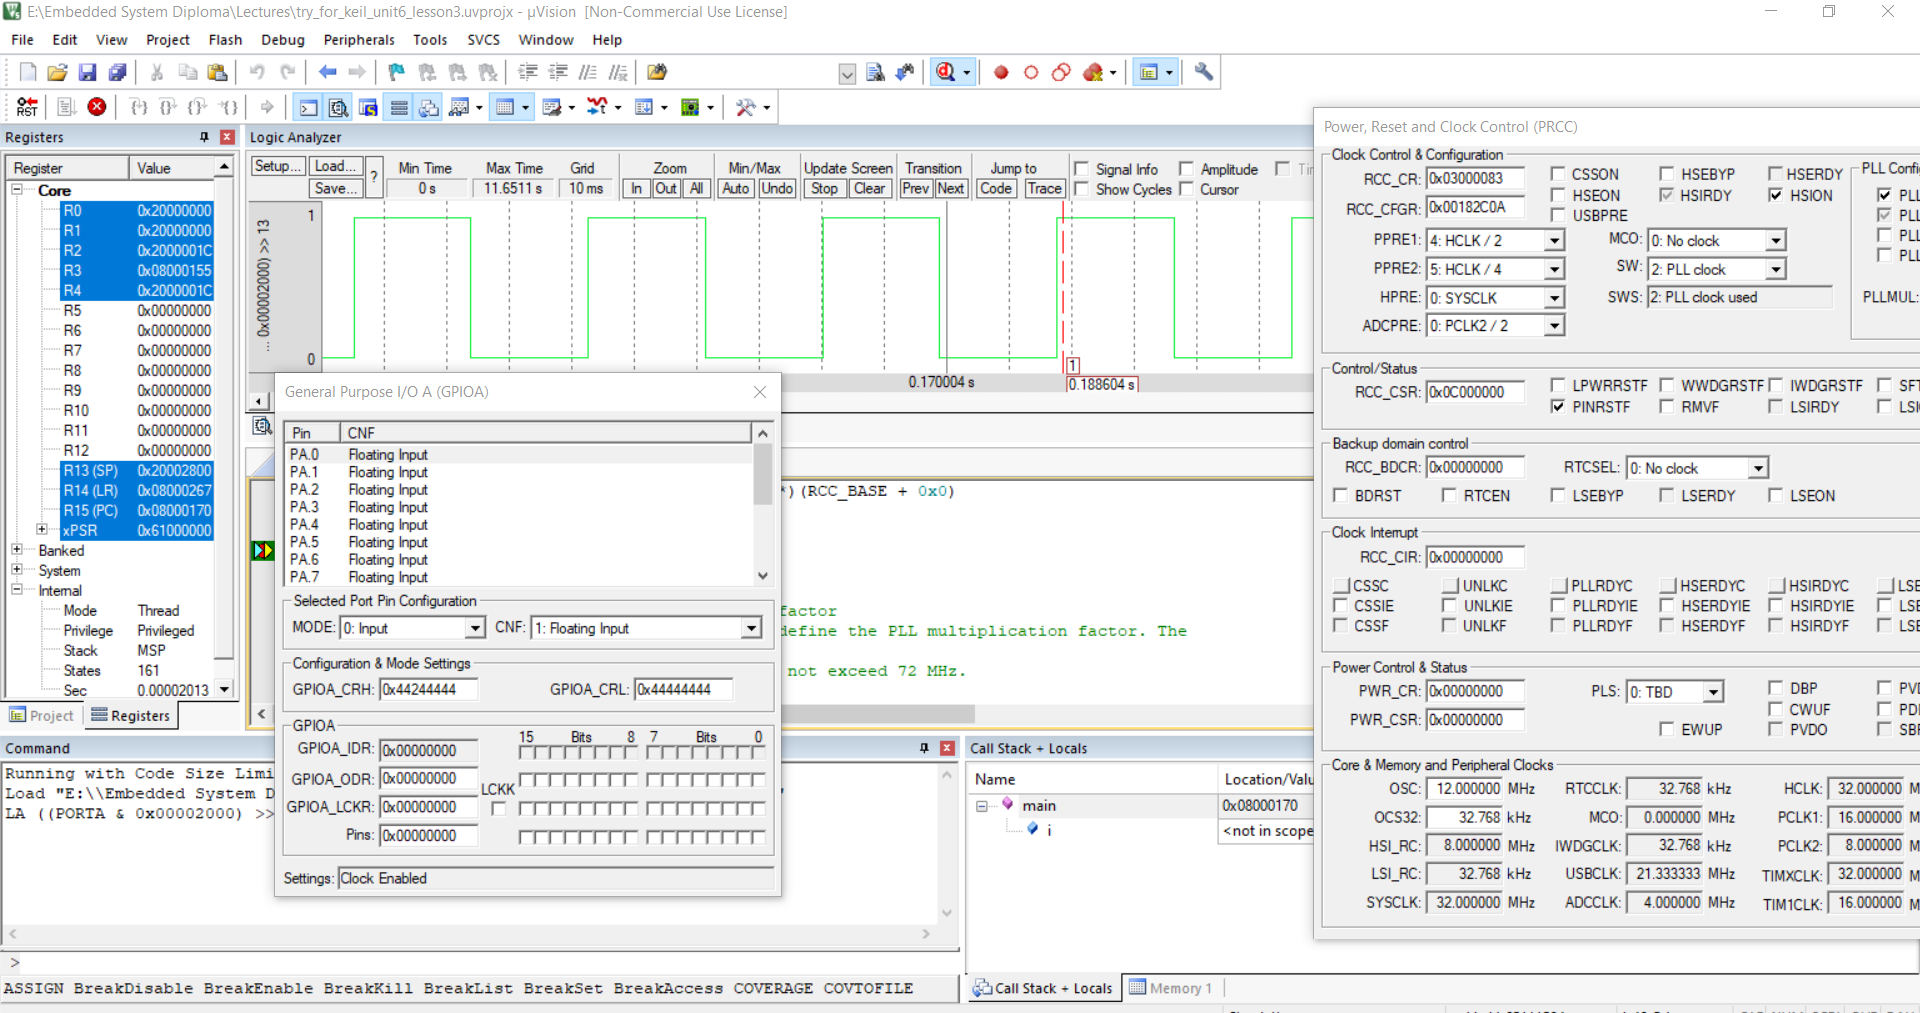 E:\Embedded System Diploma\Lectures\try_for_keil_unit6_lesson3.uvprojx - µVision [Non-Commercial Use License]
File Edit View Project Flash Debug Peripherals Tools SVCS Window Help
RST
Registers
Register Value
Core
R0 0x20000000
R1 0x20000000
R2 0x2000001C
R3 0x08000155
R4 0x2000001C
R5 0x00000000
R6 0x00000000
R7 0x00000000
R8 0x00000000
R9 0x00000000
R10 0x00000000
R11 0x00000000
R12 0x00000000
R13 (SP) 0x20002800
R14 (LR) 0x08000267
R15 (PC) 0x08000170
xPSR 0x61000000
Banked
System
Internal
Mode Thread
Privilege Privileged
Stack MSP
States 161
Sec 0.00002013
Project Registers
Logic Analyzer
Setup... Load... Min Time Max Time Grid Zoom Min/Max Update Screen Transition Jump to Signal Info Amplitude
Save... ? 0 s 11.6511 s 10 ms In Out All Auto Undo Stop Clear Prev Next Code Trace Show Cycles Cursor
1
... 0x00002000) >> 13
0
1
0.170004 s 0.188604 s
General Purpose I/O A (GPIOA)
Pin CNF
PA.0 Floating Input
PA.1 Floating Input
PA.2 Floating Input
PA.3 Floating Input
PA.4 Floating Input
PA.5 Floating Input
PA.6 Floating Input
PA.7 Floating Input
Selected Port Pin Configuration
MODE: 0: Input CNF: 1: Floating Input
Configuration & Mode Settings
GPIOA_CRH: 0x44244444 GPIOA_CRL: 0x44444444
GPIOA
15 Bits 8 7 Bits 0
GPIOA_IDR: 0x00000000
GPIOA_ODR: 0x00000000
LCKK
GPIOA_LCKR: 0x00000000
Pins: 0x00000000
Settings: Clock Enabled
*)(RCC_BASE + 0x0)
factor
define the PLL multiplication factor. The
not exceed 72 MHz.
Power, Reset and Clock Control (PRCC)
Clock Control & Configuration
RCC_CR: 0x03000083 CSSON HSEBYP HSERDY
RCC_CFGR: 0x00182C0A HSEON HSIRDY HSION
USBPRE
PPRE1: 4: HCLK / 2 MCO: 0: No clock
PPRE2: 5: HCLK / 4 SW: 2: PLL clock
HPRE: 0: SYSCLK SWS: 2: PLL clock used
ADCPRE: 0: PCLK2 / 2
PLL Confi
PLL
PLL
PLL
PLL
PLLMUL:
Control/Status
RCC_CSR: 0x0C000000 LPWRRSTF WWDGRSTF IWDGRSTF SFT
PINRSTF RMVF LSIRDY LSI
Backup domain control
RCC_BDCR: 0x00000000 RTCSEL: 0: No clock
BDRST RTCEN LSEBYP LSERDY LSEON
Clock Interrupt
RCC_CIR: 0x00000000
CSSC UNLKC PLLRDYC HSERDYC HSIRDYC LSE
CSSIE UNLKIE PLLRDYIE HSERDYIE HSIRDYIE LSE
CSSF UNLKF PLLRDYF HSERDYF HSIRDYF LSE
Power Control & Status
PWR_CR: 0x00000000 PLS: 0: TBD DBP
PWR_CSR: 0x00000000 CWUF
EWUP PVDO
Core & Memory and Peripheral Clocks
OSC: 12.000000 MHz RTCCLK: 32.768 kHz HCLK: 32.000000 M
OCS32: 32.768 kHz MCO: 0.000000 MHz PCLK1: 16.000000 M
HSI_RC: 8.000000 MHz IWDGCLK: 32.768 kHz PCLK2: 8.000000 M
LSI_RC: 32.768 kHz USBCLK: 21.333333 MHz TIMXCLK: 32.000000 M
SYSCLK: 32.000000 MHz ADCCLK: 4.000000 MHz TIM1CLK: 16.000000 M
Command
Running with Code Size Limi
Load "E:\\Embedded System D
LA ((PORTA & 0x00002000) >>
>
ASSIGN BreakDisable BreakEnable BreakKill BreakList BreakSet BreakAccess COVERAGE COVTOFILE
Call Stack + Locals
Name Location/Valu
main 0x08000170
i <not in scope
Call Stack + Locals Memory 1